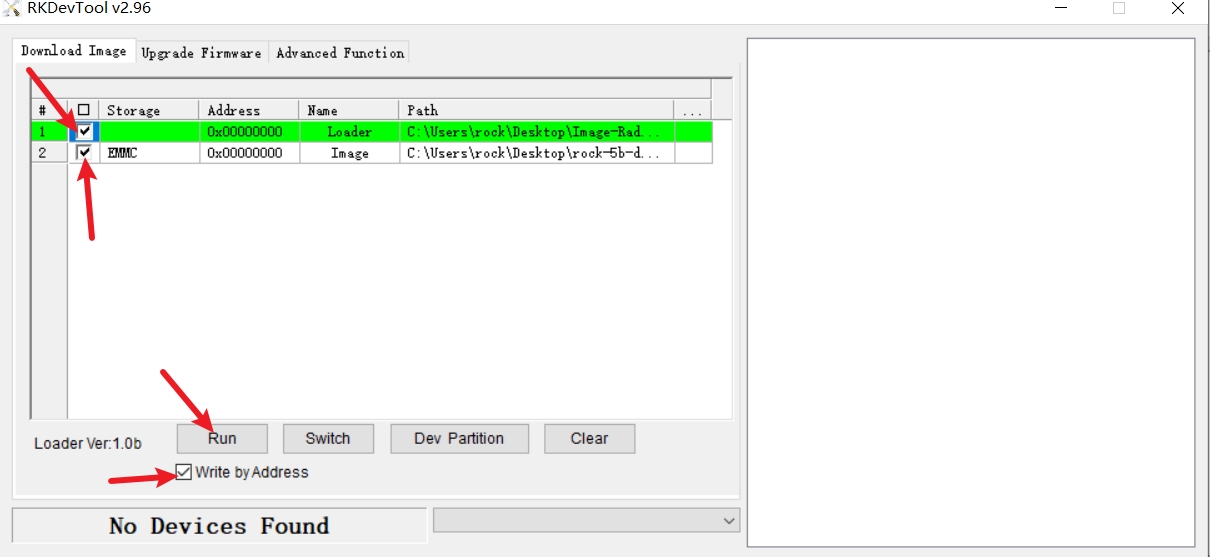 RKDevTool v2.96
Download Image Upgrade Firmware Advanced Function
# Storage Address Name Path ...
1 0x00000000 Loader C:\Users\rock\Desktop\Image-Rad...
2 EMMC 0x00000000 Image C:\Users\rock\Desktop\rock-5b-d...
Loader Ver:1.0b Run Switch Dev Partition Clear
Write by Address
No Devices Found